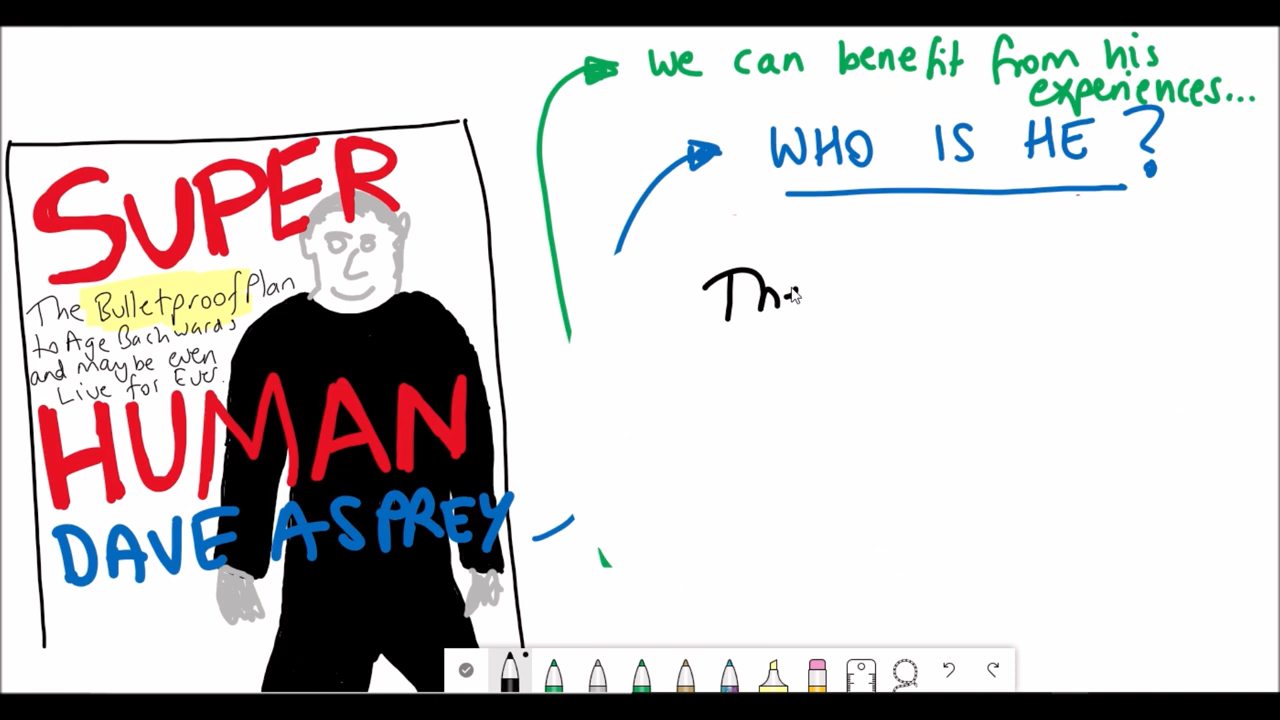 we can benefit from his
experiences...
WHO IS HE ?
SUPER
The Bulletproof Plan
to Age Backwards
and maybe even
Live for Ever.
HUMAN
DAVE ASPREY
Th